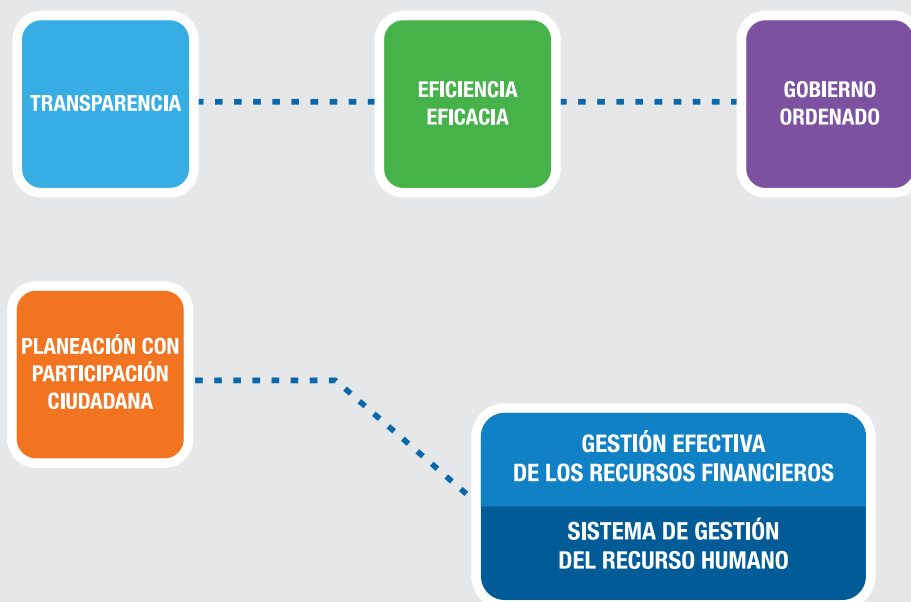 TRANSPARENCIA
EFICIENCIA
EFICACIA
GOBIERNO
ORDENADO
PLANEACIÓN CON
PARTICIPACIÓN
CIUDADANA
GESTIÓN EFECTIVA
DE LOS RECURSOS FINANCIEROS
SISTEMA DE GESTIÓN
DEL RECURSO HUMANO